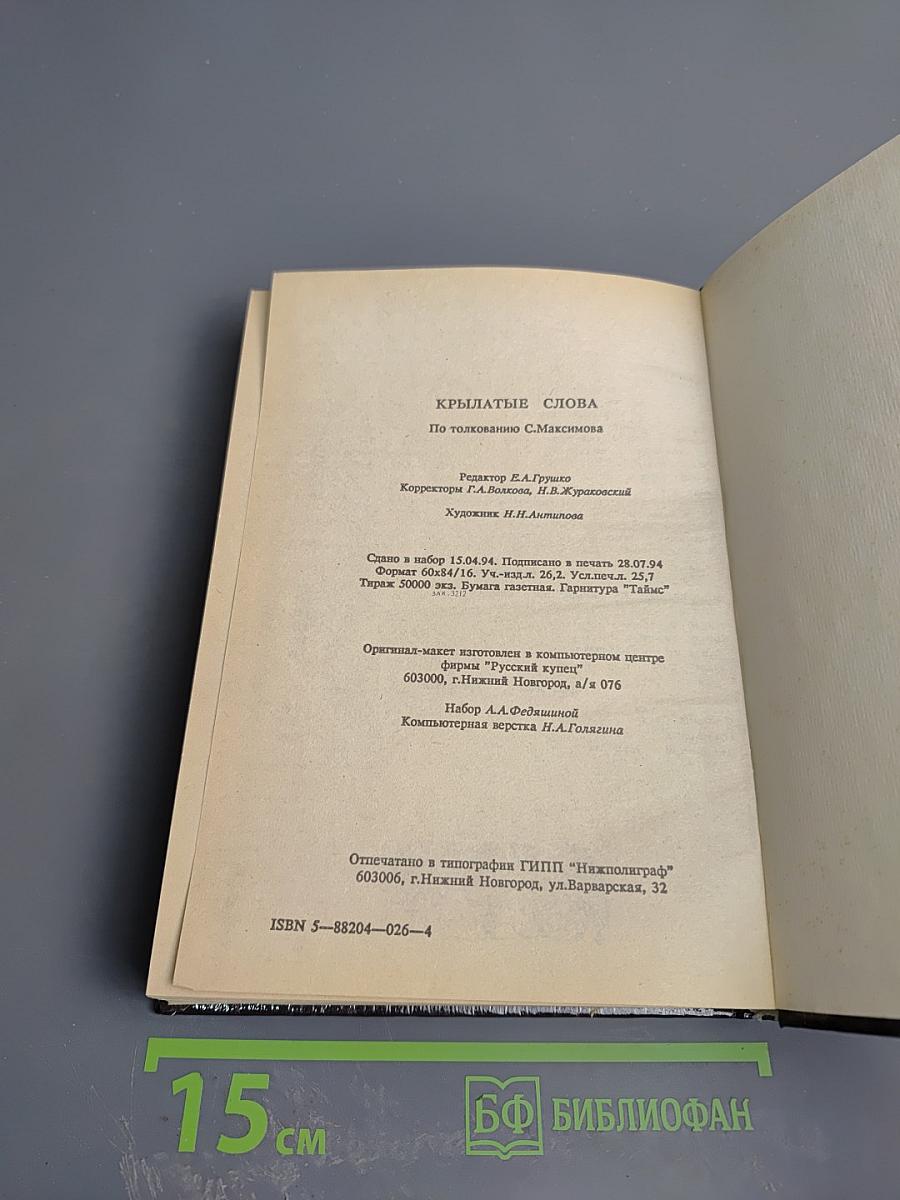 КРЫЛАТЫЕ СЛОВА
По толкованию С.Максимова
Редактор Е.А.Грушко
Корректоры Г.А.Волкова, Н.В.Жураковский
Художник Н.Н.Антипова
Сдано в набор 15.04.94. Подписано в печать 28.07.94
Формат 60х84/16. Уч.-изд.л. 26,2. Усл.печ.л. 25,7
Тираж 50000 экз. Бумага газетная. Гарнитура "Таймс"
зак.3212
Оригинал-макет изготовлен в компьютерном центре
фирмы "Русский купец"
603000, г.Нижний Новгород, а/я 076
Набор А.А.Федяшиной
Компьютерная верстка Н.А.Голягина
Отпечатано в типографии ГИПП "Нижполиграф"
603006, г.Нижний Новгород, ул.Варварская, 32
ISBN 5—88204—026—4
15 см
БФ БИБЛИОФАН